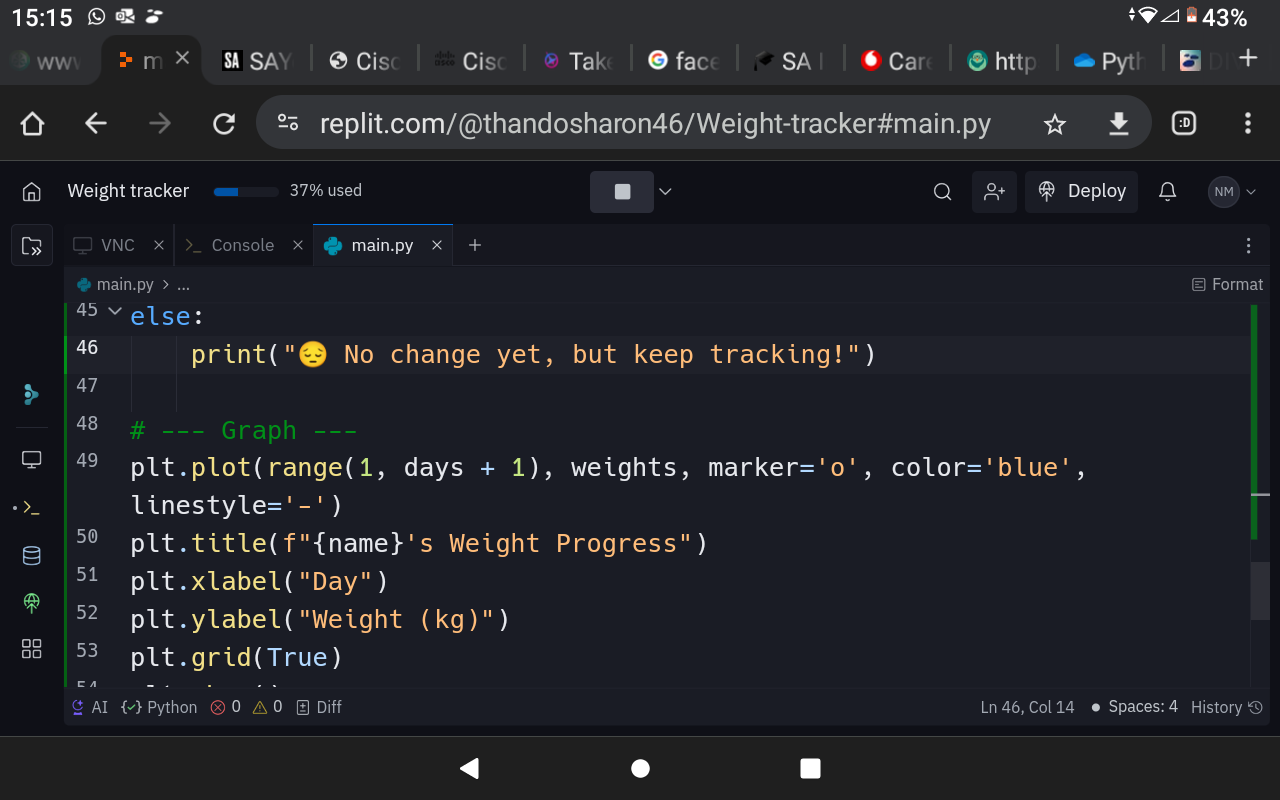 15:15 43%
www m SAY Cisc Cisc Take face SA Care http Pyth
replit.com/@thandosharon46/Weight-tracker#main.py :D
Weight tracker 37% used Deploy NM
VNC Console main.py
main.py > ... Format
45 else:
46 print("😔 No change yet, but keep tracking!")
47
48 # --- Graph ---
49 plt.plot(range(1, days + 1), weights, marker='o', color='blue',
linestyle='-')
50 plt.title(f"{name}'s Weight Progress")
51 plt.xlabel("Day")
52 plt.ylabel("Weight (kg)")
53 plt.grid(True)
AI Python 0 0 Diff Ln 46, Col 14 Spaces: 4 History